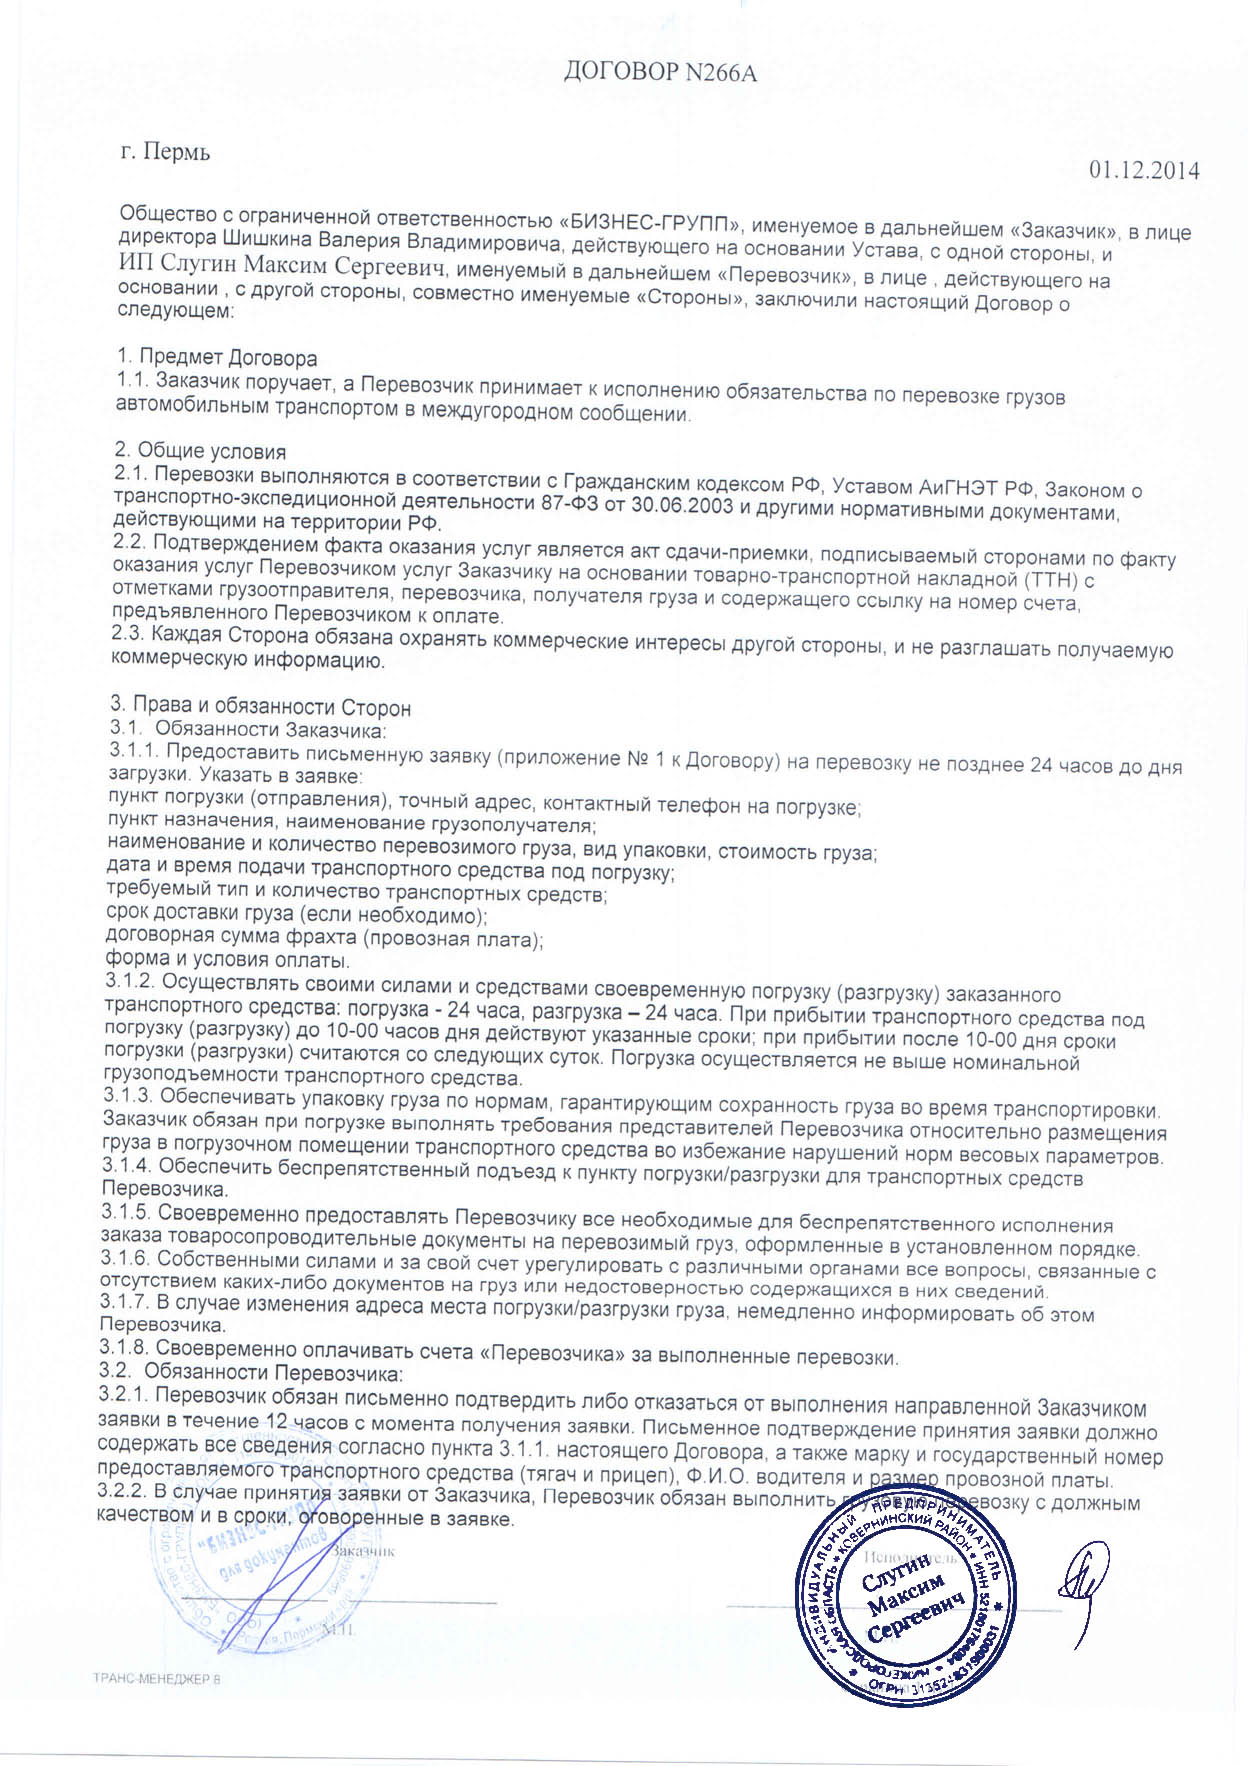 ДОГОВОР N266А
г. Пермь
01.12.2014
Общество с ограниченной ответственностью «БИЗНЕС-ГРУПП», именуемое в дальнейшем «Заказчик», в лице
директора Шишкина Валерия Владимировича, действующего на основании Устава, с одной стороны, и
ИП Слугин Максим Сергеевич, именуемый в дальнейшем «Перевозчик», в лице , действующего на
основании , с другой стороны, совместно именуемые «Стороны», заключили настоящий Договор о
следующем:
1. Предмет Договора
1.1. Заказчик поручает, а Перевозчик принимает к исполнению обязательства по перевозке грузов
автомобильным транспортом в междугородном сообщении.
2. Общие условия
2.1. Перевозки выполняются в соответствии с Гражданским кодексом РФ, Уставом АиГНЭТ РФ, Законом о
транспортно-экспедиционной деятельности 87-ФЗ от 30.06.2003 и другими нормативными документами,
действующими на территории РФ.
2.2. Подтверждением факта оказания услуг является акт сдачи-приемки, подписываемый сторонами по факту
оказания услуг Перевозчиком услуг Заказчику на основании товарно-транспортной накладной (ТТН) с
отметками грузоотправителя, перевозчика, получателя груза и содержащего ссылку на номер счета,
предъявленного Перевозчиком к оплате.
2.3. Каждая Сторона обязана охранять коммерческие интересы другой стороны, и не разглашать получаемую
коммерческую информацию.
3. Права и обязанности Сторон
3.1. Обязанности Заказчика:
3.1.1. Предоставить письменную заявку (приложение № 1 к Договору) на перевозку не позднее 24 часов до дня
загрузки. Указать в заявке:
пункт погрузки (отправления), точный адрес, контактный телефон на погрузке;
пункт назначения, наименование грузополучателя;
наименование и количество перевозимого груза, вид упаковки, стоимость груза;
дата и время подачи транспортного средства под погрузку;
требуемый тип и количество транспортных средств;
срок доставки груза (если необходимо);
договорная сумма фрахта (провозная плата);
форма и условия оплаты.
3.1.2. Осуществлять своими силами и средствами своевременную погрузку (разгрузку) заказанного
транспортного средства: погрузка - 24 часа, разгрузка – 24 часа. При прибытии транспортного средства под
погрузку (разгрузку) до 10-00 часов дня действуют указанные сроки; при прибытии после 10-00 дня сроки
погрузки (разгрузки) считаются со следующих суток. Погрузка осуществляется не выше номинальной
грузоподъемности транспортного средства.
3.1.3. Обеспечивать упаковку груза по нормам, гарантирующим сохранность груза во время транспортировки.
Заказчик обязан при погрузке выполнять требования представителей Перевозчика относительно размещения
груза в погрузочном помещении транспортного средства во избежание нарушений норм весовых параметров.
3.1.4. Обеспечить беспрепятственный подъезд к пункту погрузки/разгрузки для транспортных средств
Перевозчика.
3.1.5. Своевременно предоставлять Перевозчику все необходимые для беспрепятственного исполнения
заказа товаросопроводительные документы на перевозимый груз, оформленные в установленном порядке.
3.1.6. Собственными силами и за свой счет урегулировать с различными органами все вопросы, связанные с
отсутствием каких-либо документов на груз или недостоверностью содержащихся в них сведений.
3.1.7. В случае изменения адреса места погрузки/разгрузки груза, немедленно информировать об этом
Перевозчика.
3.1.8. Своевременно оплачивать счета «Перевозчика» за выполненные перевозки.
3.2. Обязанности Перевозчика:
3.2.1. Перевозчик обязан письменно подтвердить либо отказаться от выполнения направленной Заказчиком
заявки в течение 12 часов с момента получения заявки. Письменное подтверждение принятия заявки должно
содержать все сведения согласно пункта 3.1.1. настоящего Договора, а также марку и государственный номер
предоставляемого транспортного средства (тягач и прицеп), Ф.И.О. водителя и размер провозной платы.
3.2.2. В случае принятия заявки от Заказчика, Перевозчик обязан выполнить грузовую перевозку с должным
качеством и в сроки, оговоренные в заявке.
Заказчик
Исполнитель
М.П.
"БИЗНЕС-ГРУПП"
для документов
ИНДИВИДУАЛЬНЫЙ ПРЕДПРИНИМАТЕЛЬ
НИЖЕГОРОДСКАЯ ОБЛАСТЬ * КОВЕРНИНСКИЙ РАЙОН * ИНН
ОГРН
Слугин
Максим
Сергеевич
ТРАНС-МЕНЕДЖЕР 8